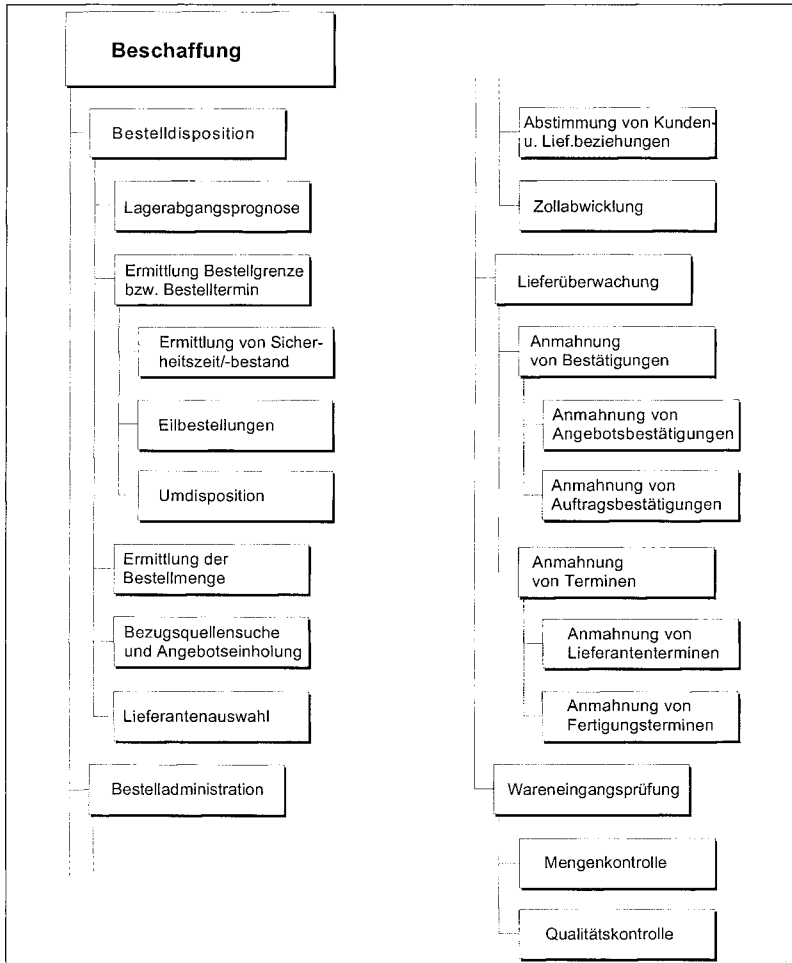 Beschaffung
Bestelldisposition
Lagerabgangsprognose
Ermittlung Bestellgrenze
bzw. Bestelltermin
Ermittlung von Sicher-
heitszeit/-bestand
Eilbestellungen
Umdisposition
Ermittlung der
Bestellmenge
Bezugsquellensuche
und Angebotseinholung
Lieferantenauswahl
Bestelladministration
Abstimmung von Kunden-
u. Lief.beziehungen
Zollabwicklung
Lieferüberwachung
Anmahnung
von Bestätigungen
Anmahnung von
Angebotsbestätigungen
Anmahnung von
Auftragsbestätigungen
Anmahnung
von Terminen
Anmahnung von
Lieferantenterminen
Anmahnung von
Fertigungsterminen
Wareneingangsprüfung
Mengenkontrolle
Qualitätskontrolle